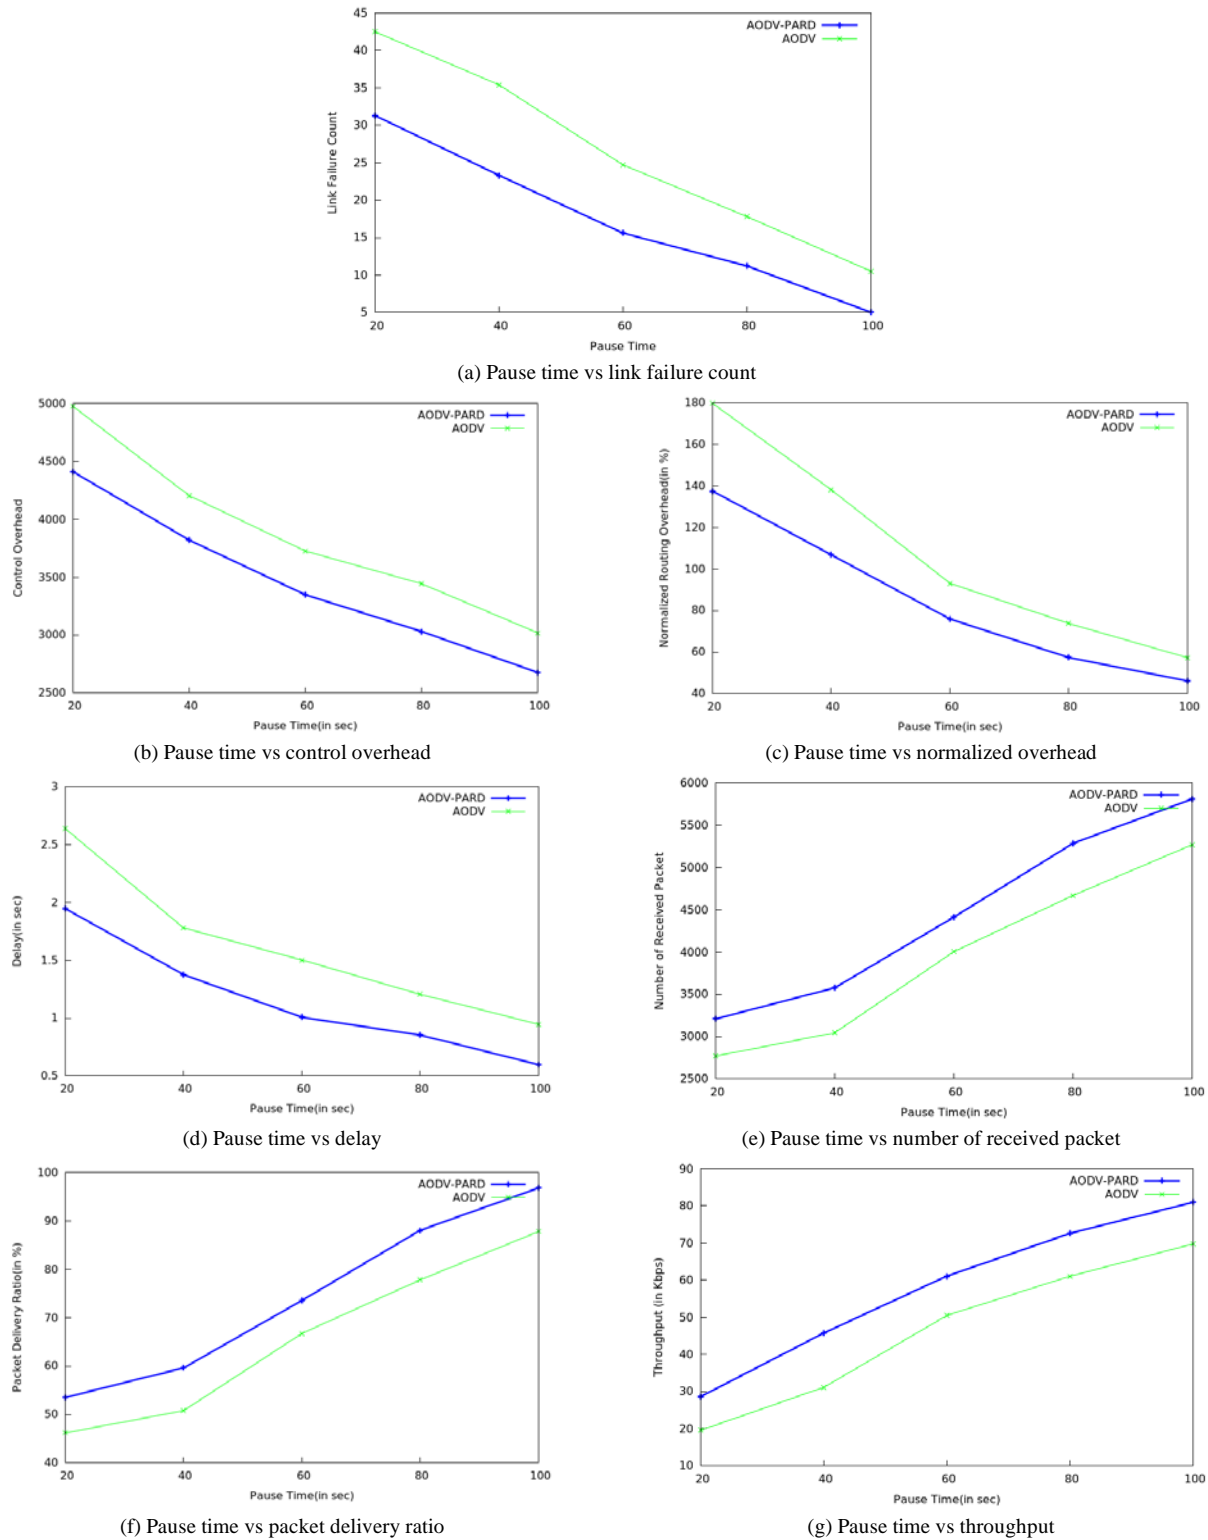 45
40
35
30
25
20
15
10
5
Link Failure Count
AODV-PARD
AODV
20 40 60 80 100
Pause Time
(a) Pause time vs link failure count
5000
4500
4000
3500
3000
2500
Control Overhead
AODV-PARD
AODV
20 40 60 80 100
Pause Time(in sec)
(b) Pause time vs control overhead
180
160
140
120
100
80
60
40
Normalized Routing Overhead(in %)
AODV-PARD
AODV
20 40 60 80 100
Pause Time(in sec)
(c) Pause time vs normalized overhead
3
2.5
2
1.5
1
0.5
Delay(in sec)
AODV-PARD
AODV
20 40 60 80 100
Pause Time(in sec)
(d) Pause time vs delay
6000
5500
5000
4500
4000
3500
3000
2500
Number of Received Packet
AODV-PARD
AODV
20 40 60 80 100
Pause Time(in sec)
(e) Pause time vs number of received packet
100
90
80
70
60
50
40
Packet Delivery Ratio(in %)
AODV-PARD
AODV
20 40 60 80 100
Pause Time(in sec)
(f) Pause time vs packet delivery ratio
90
80
70
60
50
40
30
20
10
Throughput (in Kbps)
AODV-PARD
AODV
20 40 60 80 100
Pause Time(in sec)
(g) Pause time vs throughput